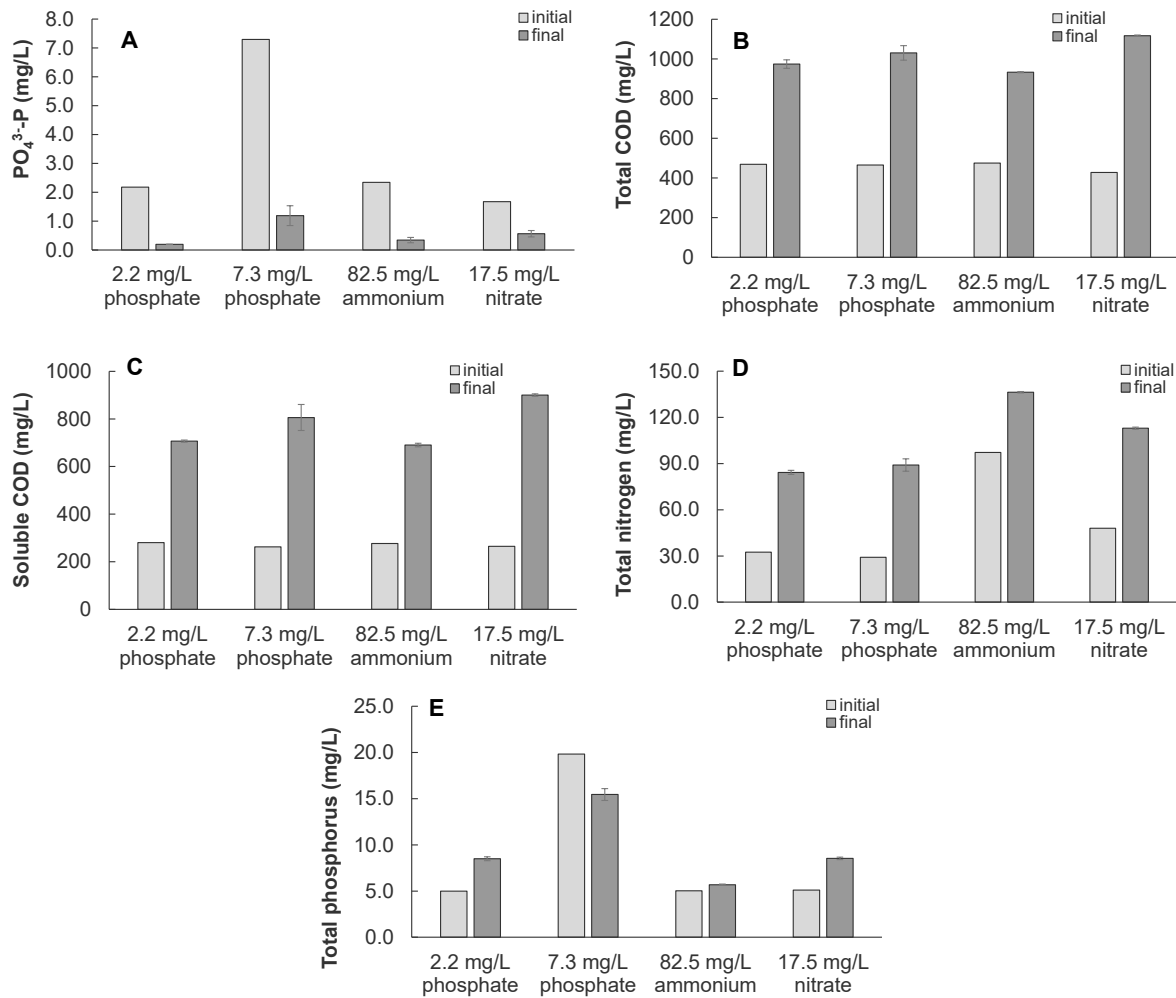 A
initial
final
PO₄³⁻-P (mg/L)
8.0
7.0
6.0
5.0
4.0
3.0
2.0
1.0
0.0
2.2 mg/L 7.3 mg/L 82.5 mg/L 17.5 mg/L
phosphate phosphate ammonium nitrate
B
initial
final
Total COD (mg/L)
1200
1000
800
600
400
200
0
2.2 mg/L 7.3 mg/L 82.5 mg/L 17.5 mg/L
phosphate phosphate ammonium nitrate
C
initial
final
Soluble COD (mg/L)
1000
800
600
400
200
0
2.2 mg/L 7.3 mg/L 82.5 mg/L 17.5 mg/L
phosphate phosphate ammonium nitrate
D
initial
final
Total nitrogen (mg/L)
150.0
120.0
90.0
60.0
30.0
0.0
2.2 mg/L 7.3 mg/L 82.5 mg/L 17.5 mg/L
phosphate phosphate ammonium nitrate
E
initial
final
Total phosphorus (mg/L)
25.0
20.0
15.0
10.0
5.0
0.0
2.2 mg/L 7.3 mg/L 82.5 mg/L 17.5 mg/L
phosphate phosphate ammonium nitrate